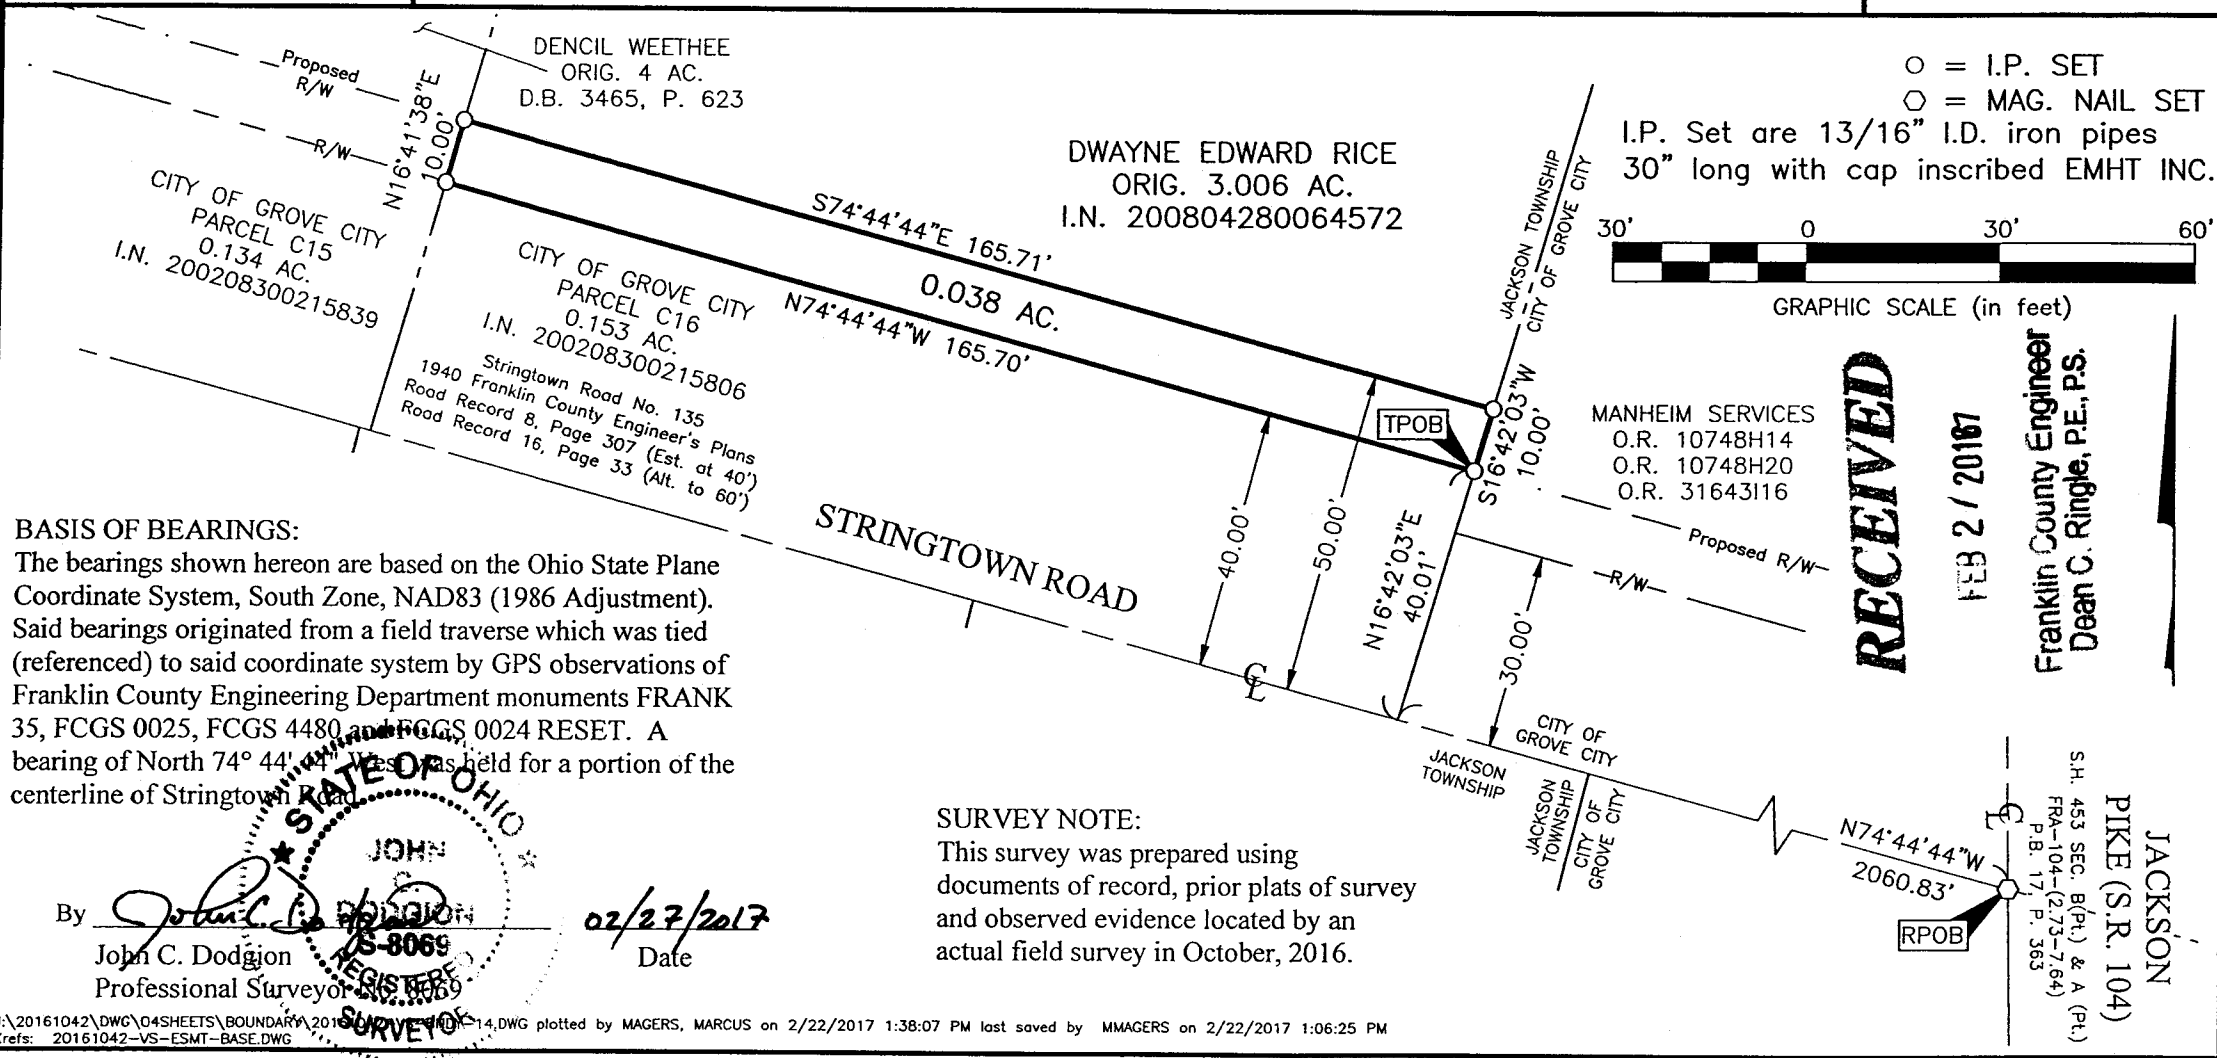 Proposed
R/W
R/W
N16°41'38"E
10.00'
DENCIL WEETHEE
ORIG. 4 AC.
D.B. 3465, P. 623
CITY OF GROVE CITY
PARCEL C15
0.134 AC.
I.N. 200208300215839
CITY OF GROVE CITY
PARCEL C16
0.153 AC.
I.N. 200208300215806
Stringtown Road No. 135
1940 Franklin County Engineer's Plans
Road Record 8, Page 307 (Est. at 40')
Road Record 16, Page 33 (Alt. to 60')
S74°44'44"E 165.71'
0.038 AC.
N74°44'44"W 165.70'
DWAYNE EDWARD RICE
ORIG. 3.006 AC.
I.N. 200804280064572
JACKSON TOWNSHIP
CITY OF GROVE CITY
TPOB
S16°42'03"W
10.00'
○ = I.P. SET
⬡ = MAG. NAIL SET
I.P. Set are 13/16" I.D. iron pipes
30" long with cap inscribed EMHT INC.
30' 0 30' 60'
GRAPHIC SCALE (in feet)
MANHEIM SERVICES
O.R. 10748H14
O.R. 10748H20
O.R. 31643I16
RECEIVED
Franklin County Engineer
Dean C. Ringle, P.E., P.S.
Proposed R/W
R/W
40.00'
50.00'
N16°42'03"E
40.01'
30.00'
STRINGTOWN ROAD
CL
CITY OF
GROVE CITY
JACKSON
TOWNSHIP
JACKSON
TOWNSHIP
CITY OF
GROVE CITY
N74°44'44"W
2060.83'
RPOB
CL
JACKSON
PIKE (S.R. 104)
S.H. 453 SEC. B(Pt.) & A (Pt.)
FRA-104-(2.73-7.64)
P.B. 17, P. 363
BASIS OF BEARINGS:
The bearings shown hereon are based on the Ohio State Plane
Coordinate System, South Zone, NAD83 (1986 Adjustment).
Said bearings originated from a field traverse which was tied
(referenced) to said coordinate system by GPS observations of
Franklin County Engineering Department monuments FRANK
35, FCGS 0025, FCGS 4480 and FCGS 0024 RESET. A
bearing of North 74° 44' 44" West was held for a portion of the
centerline of Stringtown Road.
STATE OF OHIO
JOHN
C.
DODGION
S-8069
REGISTERED
SURVEYOR
By John C. Dodgion
02/27/2017
John C. Dodgion
Date
Professional Surveyor No. 8069
SURVEY NOTE:
This survey was prepared using
documents of record, prior plats of survey
and observed evidence located by an
actual field survey in October, 2016.
:\20161042\DWG\04SHEETS\BOUNDARY\ 14.DWG plotted by MAGERS, MARCUS on 2/22/2017 1:38:07 PM last saved by MMAGERS on 2/22/2017 1:06:25 PM
refs: 20161042-VS-ESMT-BASE.DWG